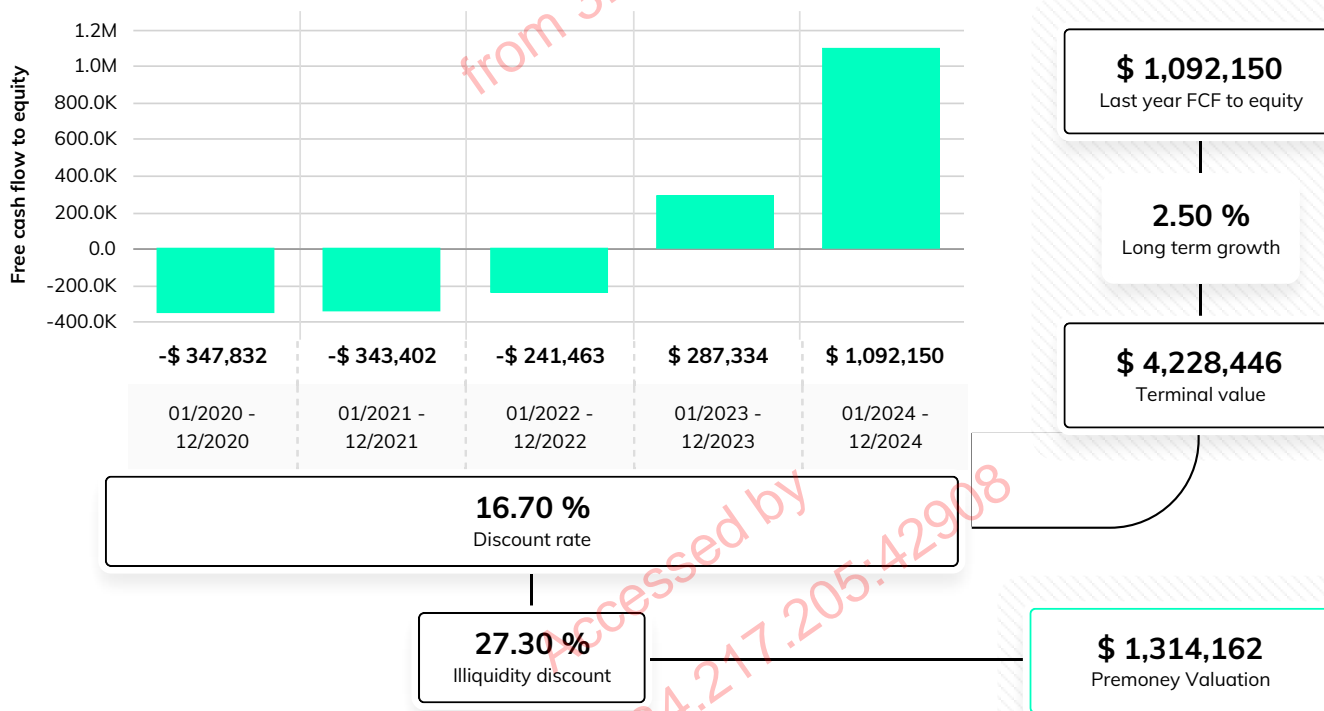 Free cash flow to equity
1.2M
1.0M
800.0K
600.0K
400.0K
200.0K
0.0
-200.0K
-400.0K
-$ 347,832
-$ 343,402
-$ 241,463
$ 287,334
$ 1,092,150
01/2020 -
12/2020
01/2021 -
12/2021
01/2022 -
12/2022
01/2023 -
12/2023
01/2024 -
12/2024
16.70 %
Discount rate
27.30 %
Illiquidity discount
$ 1,092,150
Last year FCF to equity
2.50 %
Long term growth
$ 4,228,446
Terminal value
$ 1,314,162
Premoney Valuation
from
Accessed by
4.217.205:42908